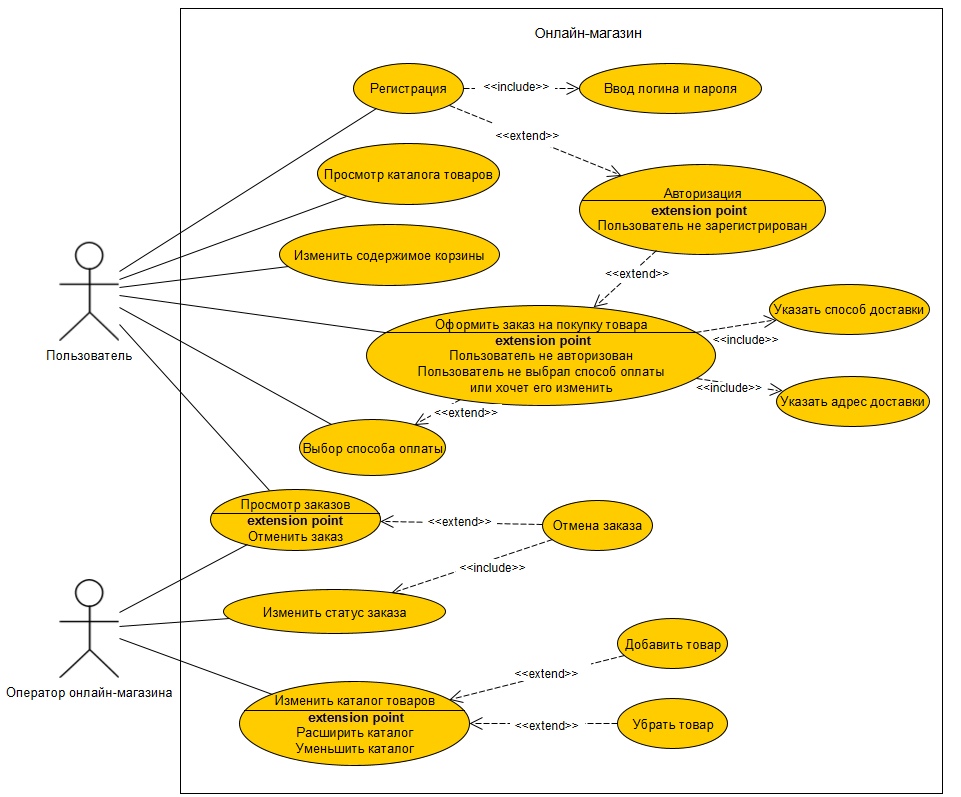 Онлайн-магазин
Регистрация
<<include>>
Ввод логина и пароля
<<extend>>
Просмотр каталога товаров
Авторизация
extension point
Пользователь не зарегистрирован
Изменить содержимое корзины
<<extend>>
Пользователь
Оформить заказ на покупку товара
extension point
Пользователь не авторизован
Пользователь не выбрал способ оплаты
или хочет его изменить
Указать способ доставки
<<include>>
<<include>>
Указать адрес доставки
<<extend>>
Выбор способа оплаты
Просмотр заказов
extension point
Отменить заказ
<<extend>>
Отмена заказа
<<include>>
Изменить статус заказа
Оператор онлайн-магазина
Добавить товар
<<extend>>
Изменить каталог товаров
extension point
Расширить каталог
Уменьшить каталог
<<extend>>
Убрать товар